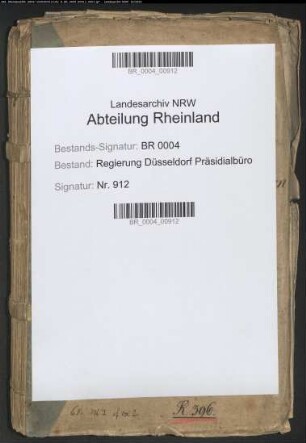 BR_0004_00912
Landesarchiv NRW
Abteilung Rheinland
Bestands-Signatur: BR 0004
Bestand: Regierung Düsseldorf Präsidialbüro
Signatur: Nr. 912
BR_0004_00912
R. 396.